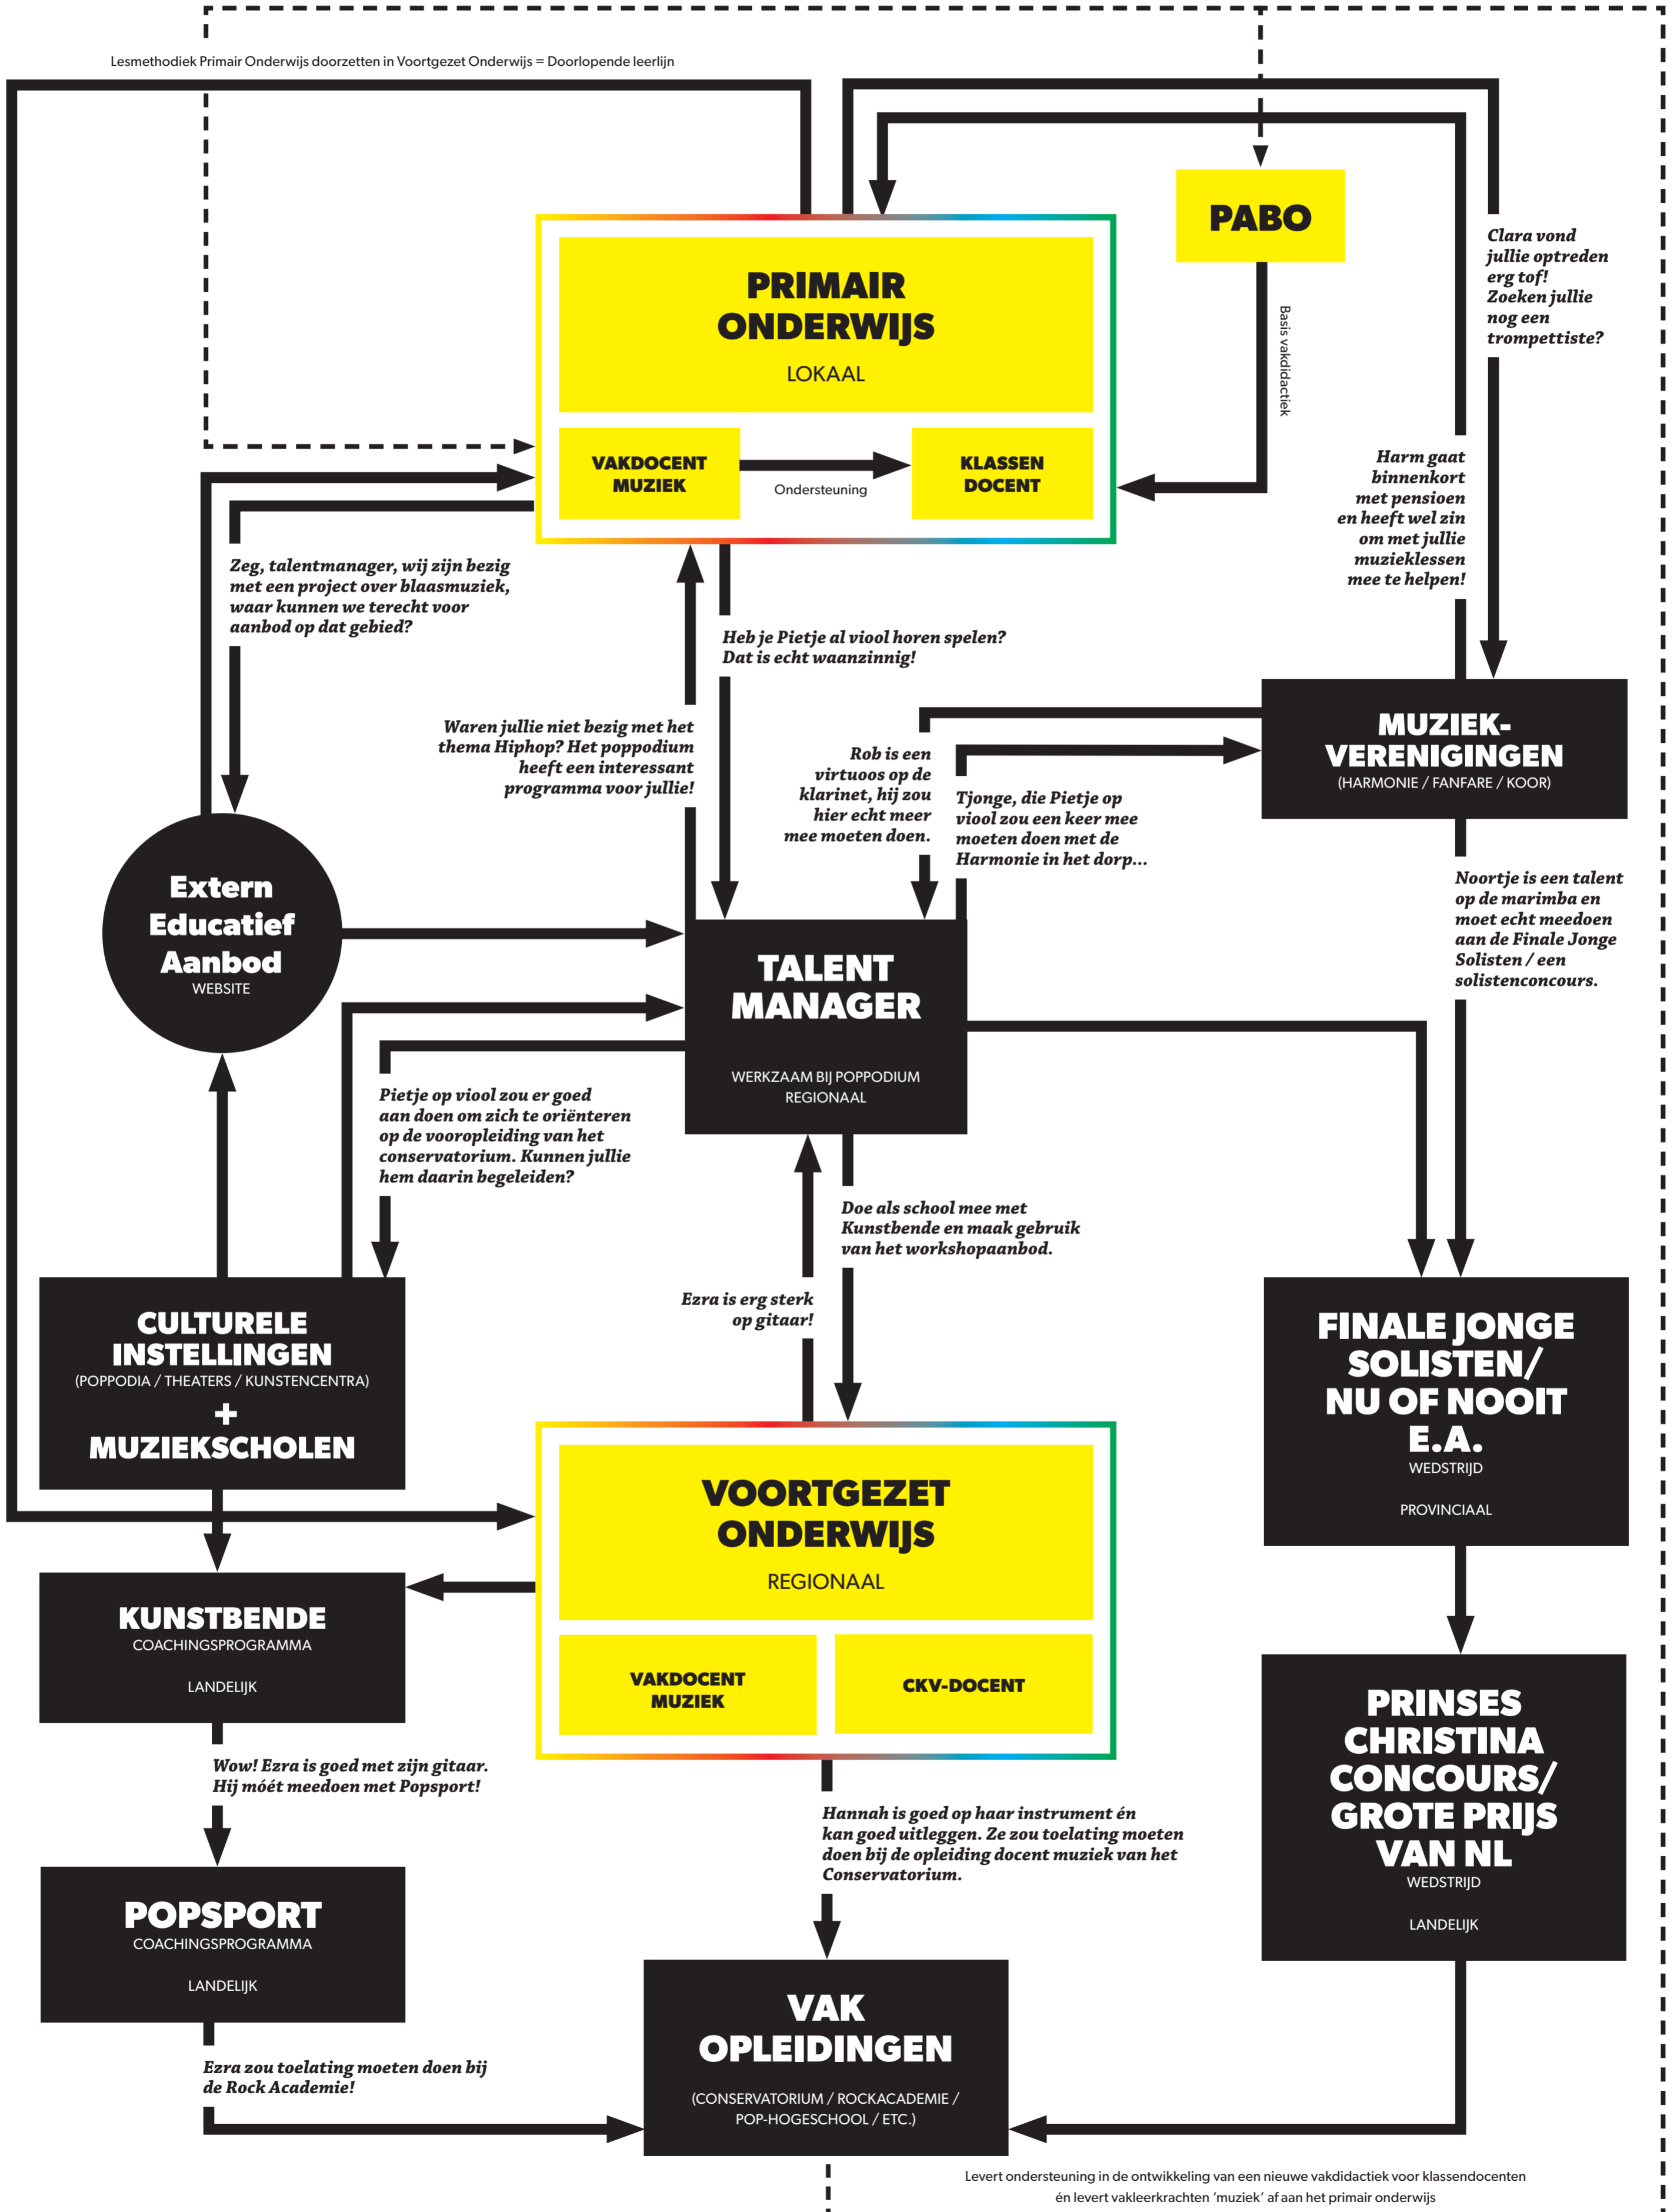 Lesmethodiek Primair Onderwijs doorzetten in Voortgezet Onderwijs = Doorlopende leerlijn
PABO
Clara vond
jullie optreden
erg tof!
Zoeken jullie
nog een
trompettiste?
PRIMAIR
ONDERWIJS
LOKAAL
Basis vakdidactiek
VAKDOCENT
MUZIEK
Ondersteuning
KLASSEN
DOCENT
Harm gaat
binnenkort
met pensioen
en heeft wel zin
om met jullie
muzieklessen
mee te helpen!
Zeg, talentmanager, wij zijn bezig
met een project over blaasmuziek,
waar kunnen we terecht voor
aanbod op dat gebied?
Heb je Pietje al viool horen spelen?
Dat is echt waanzinnig!
Waren jullie niet bezig met het
thema Hiphop? Het poppodium
heeft een interessant
programma voor jullie!
Rob is een
virtuoos op de
klarinet, hij zou
hier echt meer
mee moeten doen.
Tjonge, die Pietje op
viool zou een keer mee
moeten doen met de
Harmonie in het dorp...
MUZIEK-
VERENIGINGEN
(HARMONIE / FANFARE / KOOR)
Extern
Educatief
Aanbod
WEBSITE
Noortje is een talent
op de marimba en
moet echt meedoen
aan de Finale Jonge
Solisten / een
solistenconcours.
TALENT
MANAGER
WERKZAAM BIJ POPPODIUM
REGIONAAL
Pietje op viool zou er goed
aan doen om zich te oriënteren
op de vooropleiding van het
conservatorium. Kunnen jullie
hem daarin begeleiden?
Doe als school mee met
Kunstbende en maak gebruik
van het workshopaanbod.
Ezra is erg sterk
op gitaar!
CULTURELE
INSTELLINGEN
(POPPODIA / THEATERS / KUNSTENCENTRA)
+
MUZIEKSCHOLEN
FINALE JONGE
SOLISTEN/
NU OF NOOIT
E.A.
WEDSTRIJD
PROVINCIAAL
VOORTGEZET
ONDERWIJS
REGIONAAL
VAKDOCENT
MUZIEK
CKV-DOCENT
KUNSTBENDE
COACHINGSPROGRAMMA
LANDELIJK
Wow! Ezra is goed met zijn gitaar.
Hij móét meedoen met Popsport!
PRINSES
CHRISTINA
CONCOURS/
GROTE PRIJS
VAN NL
WEDSTRIJD
LANDELIJK
Hannah is goed op haar instrument én
kan goed uitleggen. Ze zou toelating moeten
doen bij de opleiding docent muziek van het
Conservatorium.
POPSPORT
COACHINGSPROGRAMMA
LANDELIJK
Ezra zou toelating moeten doen bij
de Rock Academie!
VAK
OPLEIDINGEN
(CONSERVATORIUM / ROCKACADEMIE /
POP-HOGESCHOOL / ETC.)
Levert ondersteuning in de ontwikkeling van een nieuwe vakdidactiek voor klassendocenten
én levert vakleerkrachten ‘muziek’ af aan het primair onderwijs